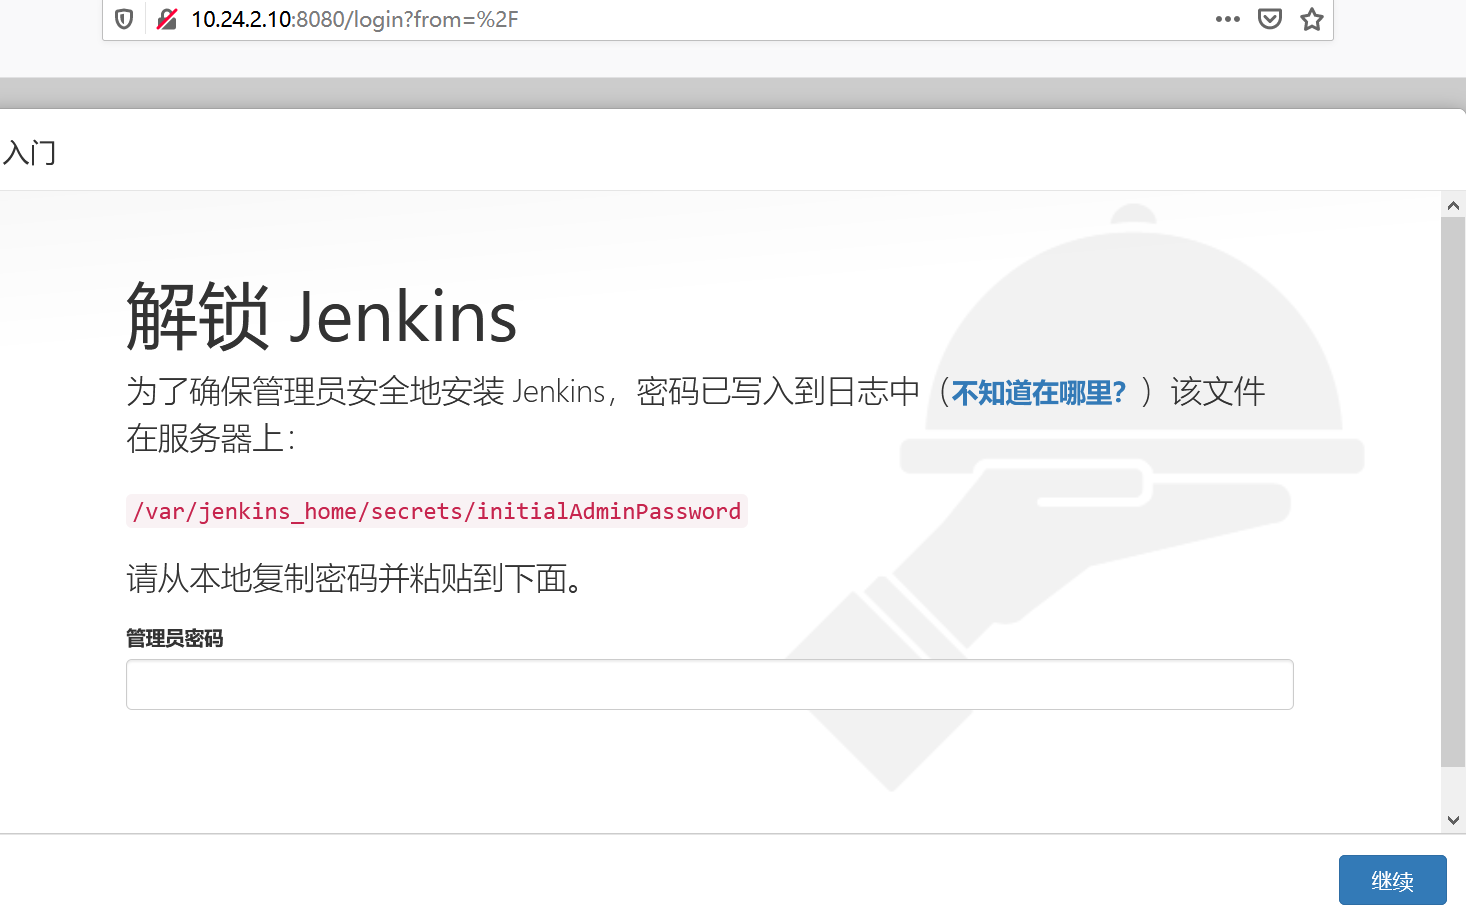 10.24.2.10:8080/login?from=%2F
入门
解锁 Jenkins
为了确保管理员安全地安装 Jenkins，密码已写入到日志中（不知道在哪里？）该文件
在服务器上：
/var/jenkins_home/secrets/initialAdminPassword
请从本地复制密码并粘贴到下面。
管理员密码
继续